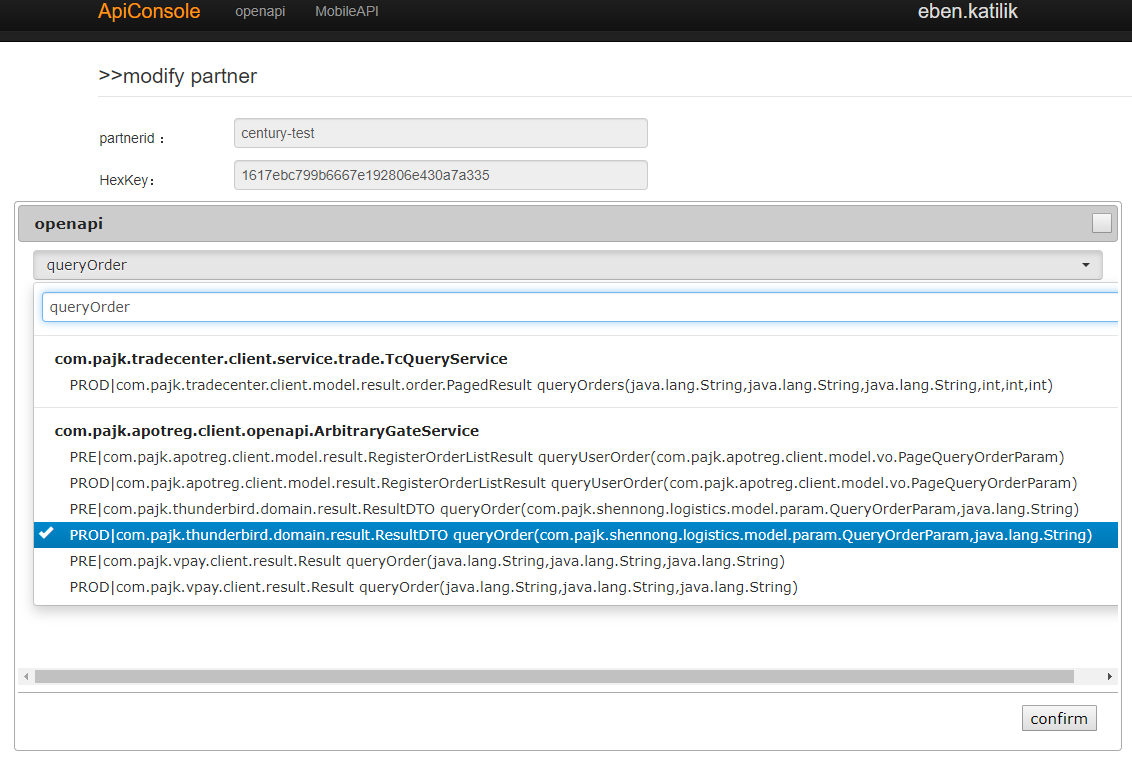 ApiConsole openapi MobileAPI eben.katilik
>>modify partner
partnerid： century-test
HexKey： 1617ebc799b6667e192806e430a7a335
openapi
queryOrder
queryOrder
com.pajk.tradecenter.client.service.trade.TcQueryService
PROD|com.pajk.tradecenter.client.model.result.order.PagedResult queryOrders(java.lang.String,java.lang.String,java.lang.String,int,int,int)
com.pajk.apotreg.client.openapi.ArbitraryGateService
PRE|com.pajk.apotreg.client.model.result.RegisterOrderListResult queryUserOrder(com.pajk.apotreg.client.model.vo.PageQueryOrderParam)
PROD|com.pajk.apotreg.client.model.result.RegisterOrderListResult queryUserOrder(com.pajk.apotreg.client.model.vo.PageQueryOrderParam)
PRE|com.pajk.thunderbird.domain.result.ResultDTO queryOrder(com.pajk.shennong.logistics.model.param.QueryOrderParam,java.lang.String)
PROD|com.pajk.thunderbird.domain.result.ResultDTO queryOrder(com.pajk.shennong.logistics.model.param.QueryOrderParam,java.lang.String)
PRE|com.pajk.vpay.client.result.Result queryOrder(java.lang.String,java.lang.String,java.lang.String)
PROD|com.pajk.vpay.client.result.Result queryOrder(java.lang.String,java.lang.String,java.lang.String)
confirm